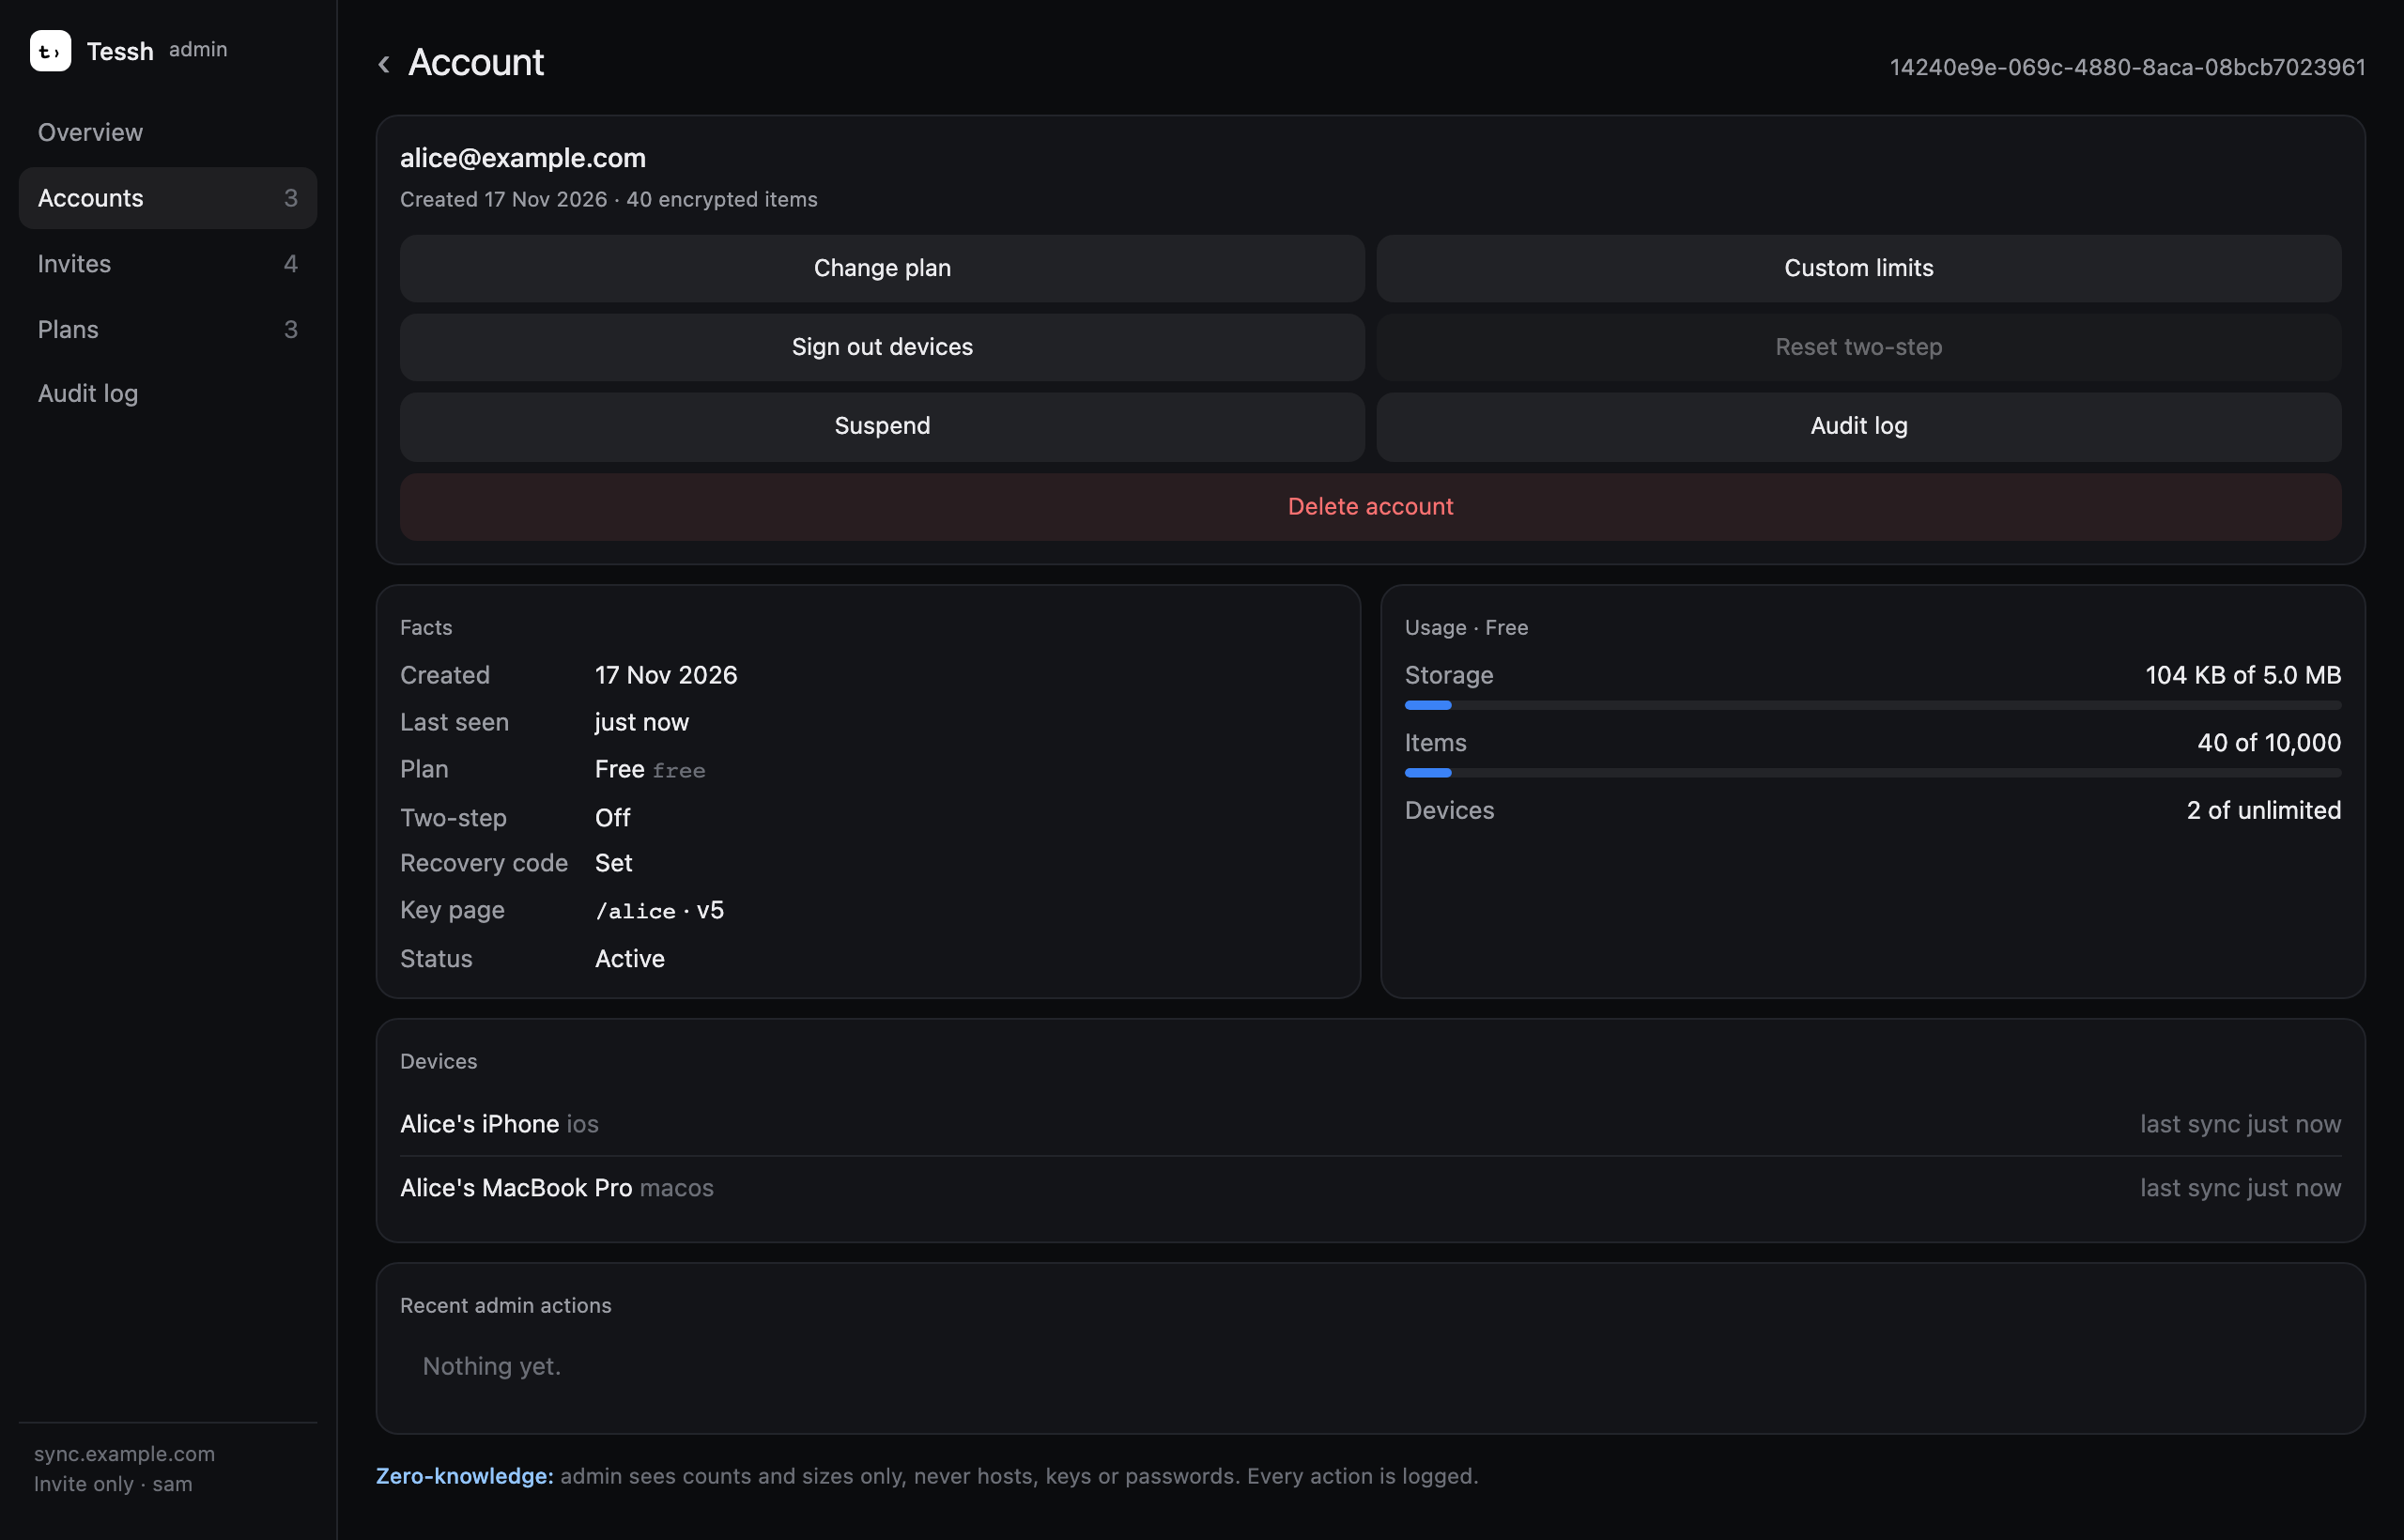 t› Tessh admin
Overview
Accounts 3
Invites 4
Plans 3
Audit log
sync.example.com
Invite only · sam
‹ Account
14240e9e-069c-4880-8aca-08bcb7023961
alice@example.com
Created 17 Nov 2026 · 40 encrypted items
Change plan
Custom limits
Sign out devices
Reset two-step
Suspend
Audit log
Delete account
Facts
Created 17 Nov 2026
Last seen just now
Plan Free free
Two-step Off
Recovery code Set
Key page /alice · v5
Status Active
Usage · Free
Storage 104 KB of 5.0 MB
Items 40 of 10,000
Devices 2 of unlimited
Devices
Alice's iPhone ios last sync just now
Alice's MacBook Pro macos last sync just now
Recent admin actions
Nothing yet.
Zero-knowledge: admin sees counts and sizes only, never hosts, keys or passwords. Every action is logged.